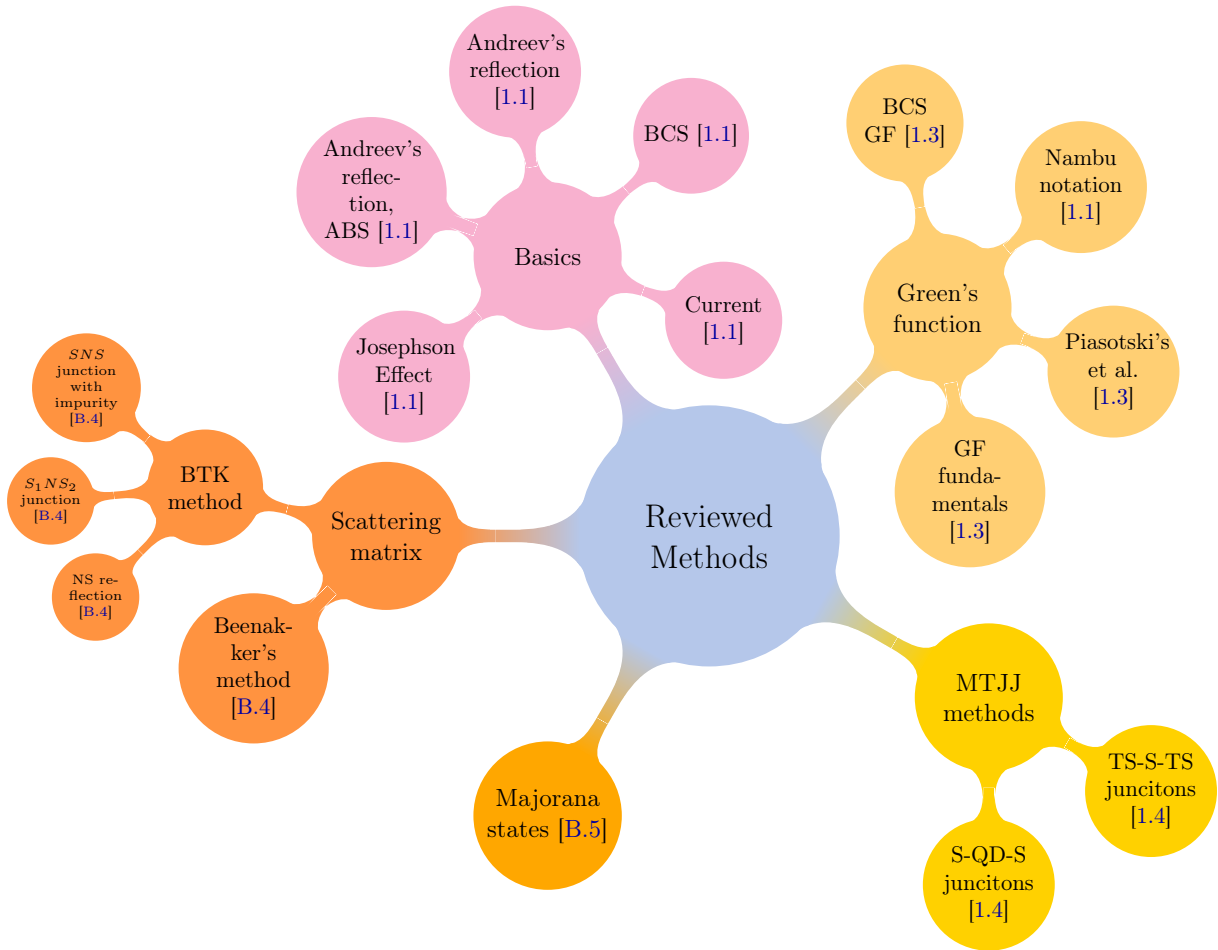 Andreev's
reflection
[1.1]
BCS [1.1]
Andreev's
reflec-
tion,
ABS [1.1]
Basics
Current
[1.1]
Josephson
Effect
[1.1]
BCS
GF [1.3]
Nambu
notation
[1.1]
Green's
function
Piasotski's
et al.
[1.3]
GF
funda-
mentals
[1.3]
SNS
junction
with
impurity
[B.4]
S₁NS₂
junction
[B.4]
NS re-
flection
[B.4]
BTK
method
Scattering
matrix
Beenak-
ker's
method
[B.4]
Reviewed
Methods
Majorana
states [B.5]
MTJJ
methods
TS-S-TS
juncitons
[1.4]
S-QD-S
juncitons
[1.4]